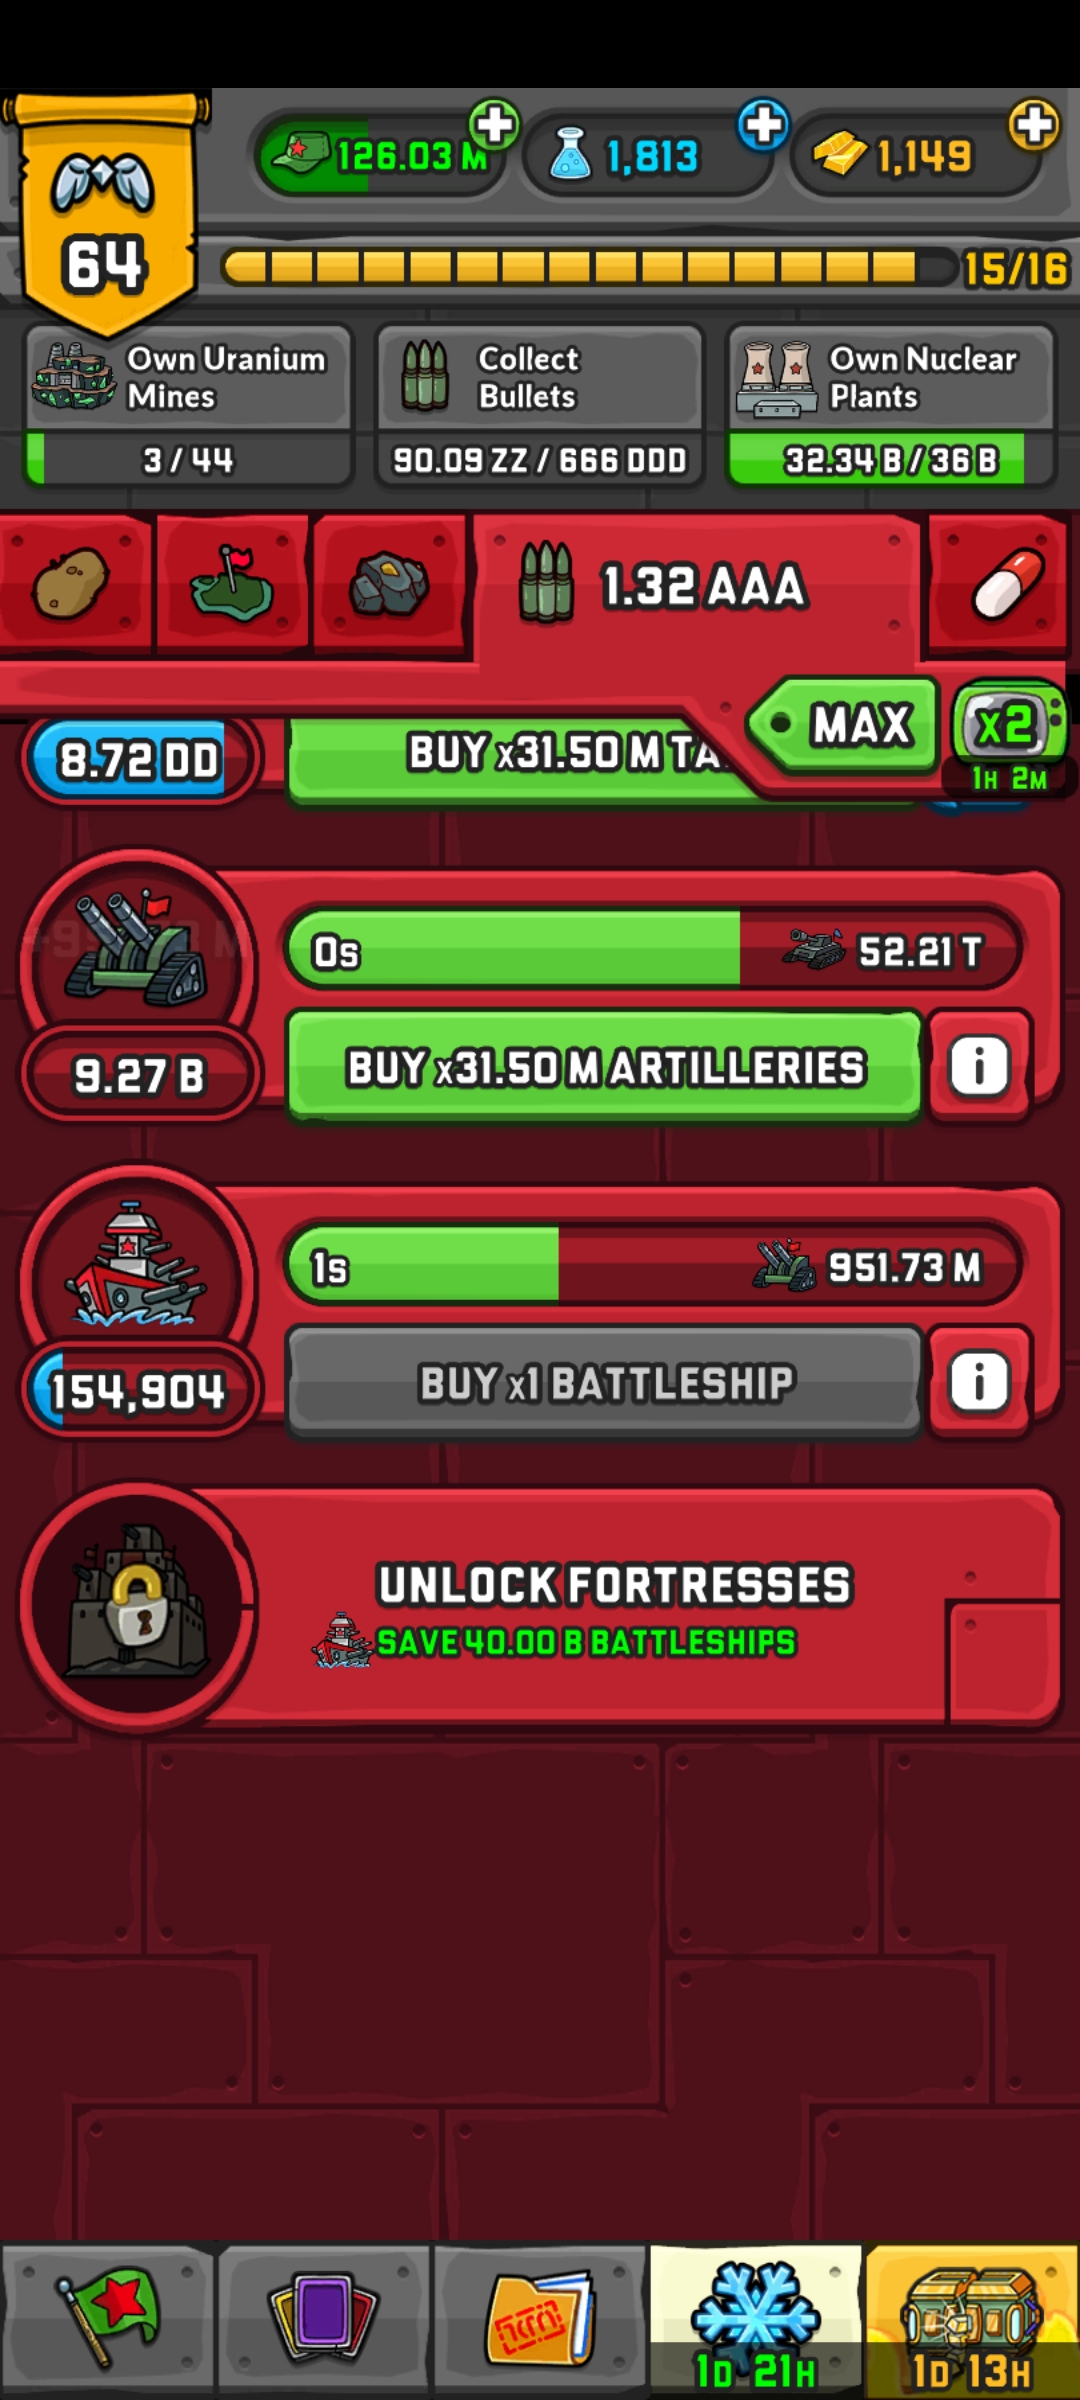 126.03 M
1,813
1,149
64
15/16
Own Uranium
Mines
3 / 44
Collect
Bullets
90.09 ZZ / 666 DDD
Own Nuclear
Plants
32.34 B / 36 B
1.32 AAA
MAX
x2
1H 2M
8.72 DD
BUY x31.50 M TA
0s
52.21 T
9.27 B
BUY x31.50 M ARTILLERIES
i
1s
951.73 M
154,904
BUY x1 BATTLESHIP
i
UNLOCK FORTRESSES
SAVE 40.00 B BATTLESHIPS
1D 21H
1D 13H